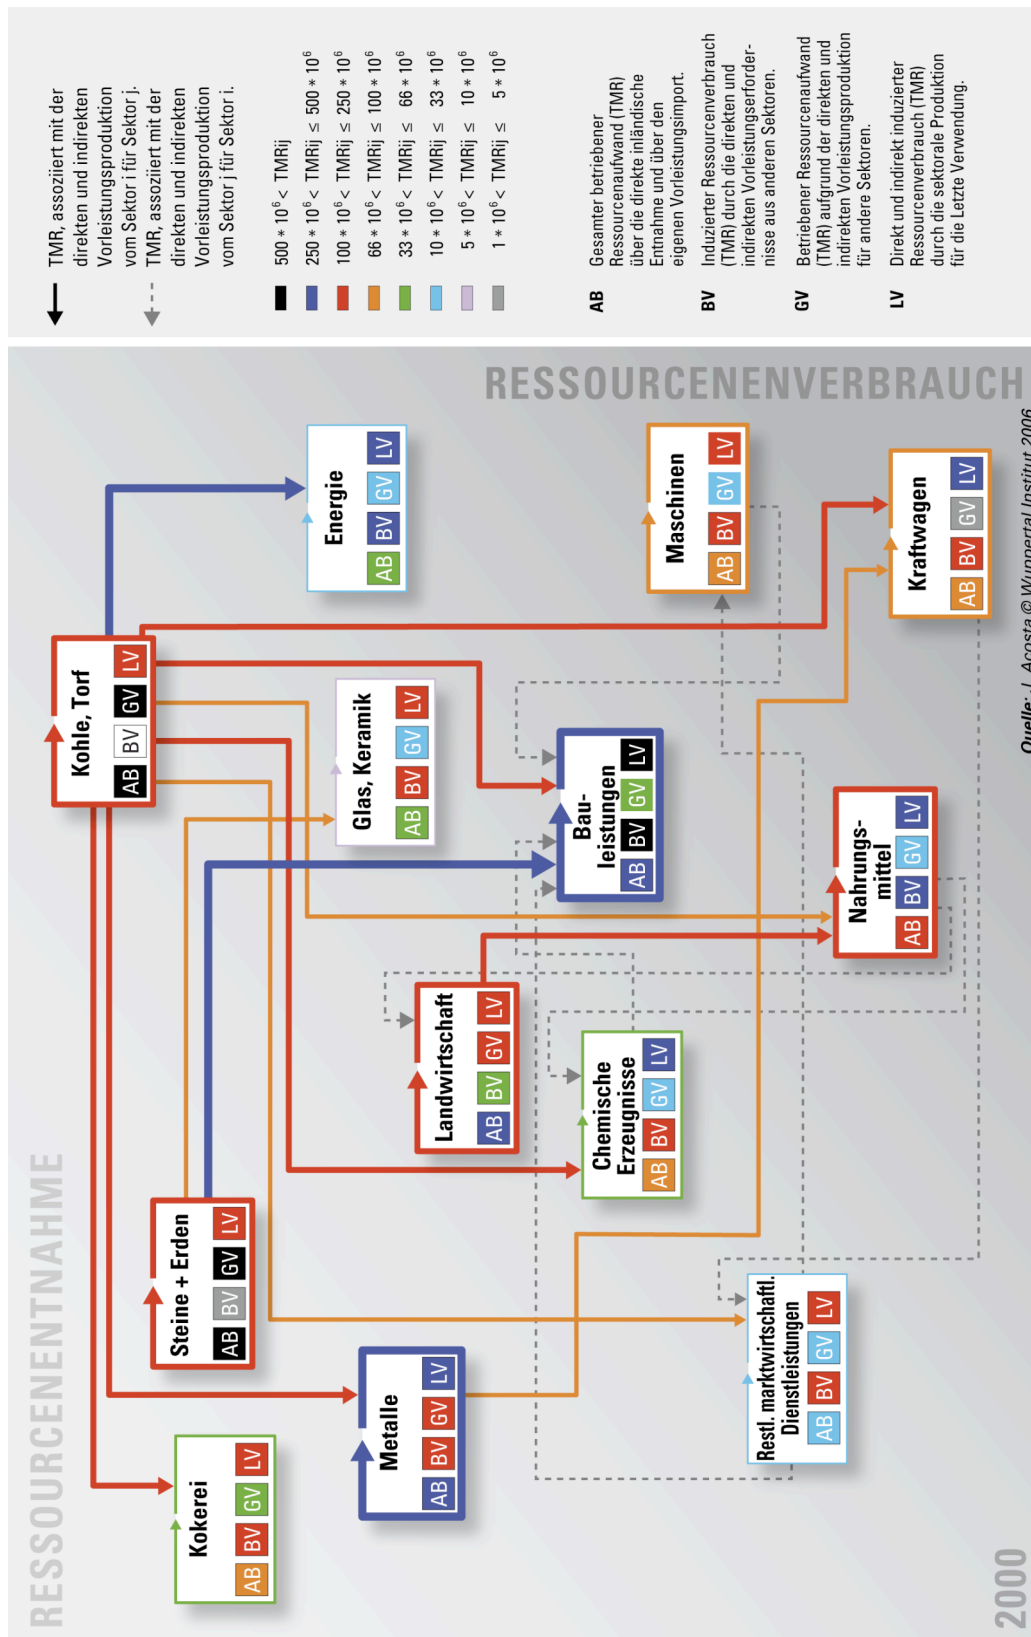 RESSOURCENENTNAHME
Kokerei
AB BV GV LV
Steine + Erden
AB BV GV LV
Kohle, Torf
AB BV GV LV
Metalle
AB BV GV LV
Landwirtschaft
AB BV GV LV
Glas, Keramik
AB BV GV LV
Energie
AB BV GV LV
Chemische
Erzeugnisse
AB BV GV LV
Bau-
leistungen
AB BV GV LV
Maschinen
AB BV GV LV
Restl. marktwirtschaftl.
Dienstleistungen
AB BV GV LV
Nahrungs-
mittel
AB BV GV LV
Kraftwagen
AB BV GV LV
RESSOURCENENVERBRAUCH
2000
Quelle: J. Acosta @ Wuppertal Institut 2006
TMR, assoziiert mit der
direkten und indirekten
Vorleistungsproduktion
vom Sektor i für Sektor j.
TMR, assoziiert mit der
direkten und indirekten
Vorleistungsproduktion
vom Sektor j für Sektor i.
500 * 10⁶ < TMRij
250 * 10⁶ < TMRij ≤ 500 * 10⁶
100 * 10⁶ < TMRij ≤ 250 * 10⁶
66 * 10⁶ < TMRij ≤ 100 * 10⁶
33 * 10⁶ < TMRij ≤ 66 * 10⁶
10 * 10⁶ < TMRij ≤ 33 * 10⁶
5 * 10⁶ < TMRij ≤ 10 * 10⁶
1 * 10⁶ < TMRij ≤ 5 * 10⁶
AB Gesamter betriebener
Ressourcenaufwand (TMR)
über die direkte inländische
Entnahme und über den
eigenen Vorleistungsimport.
BV Induzierter Ressourcenverbrauch
(TMR) durch die direkten und
indirekten Vorleistungserforder-
nisse aus anderen Sektoren.
GV Betriebener Ressourcenaufwand
(TMR) aufgrund der direkten und
indirekten Vorleistungsproduktion
für andere Sektoren.
LV Direkt und indirekt induzierter
Ressourcenverbrauch (TMR)
durch die sektorale Produktion
für die Letzte Verwendung.